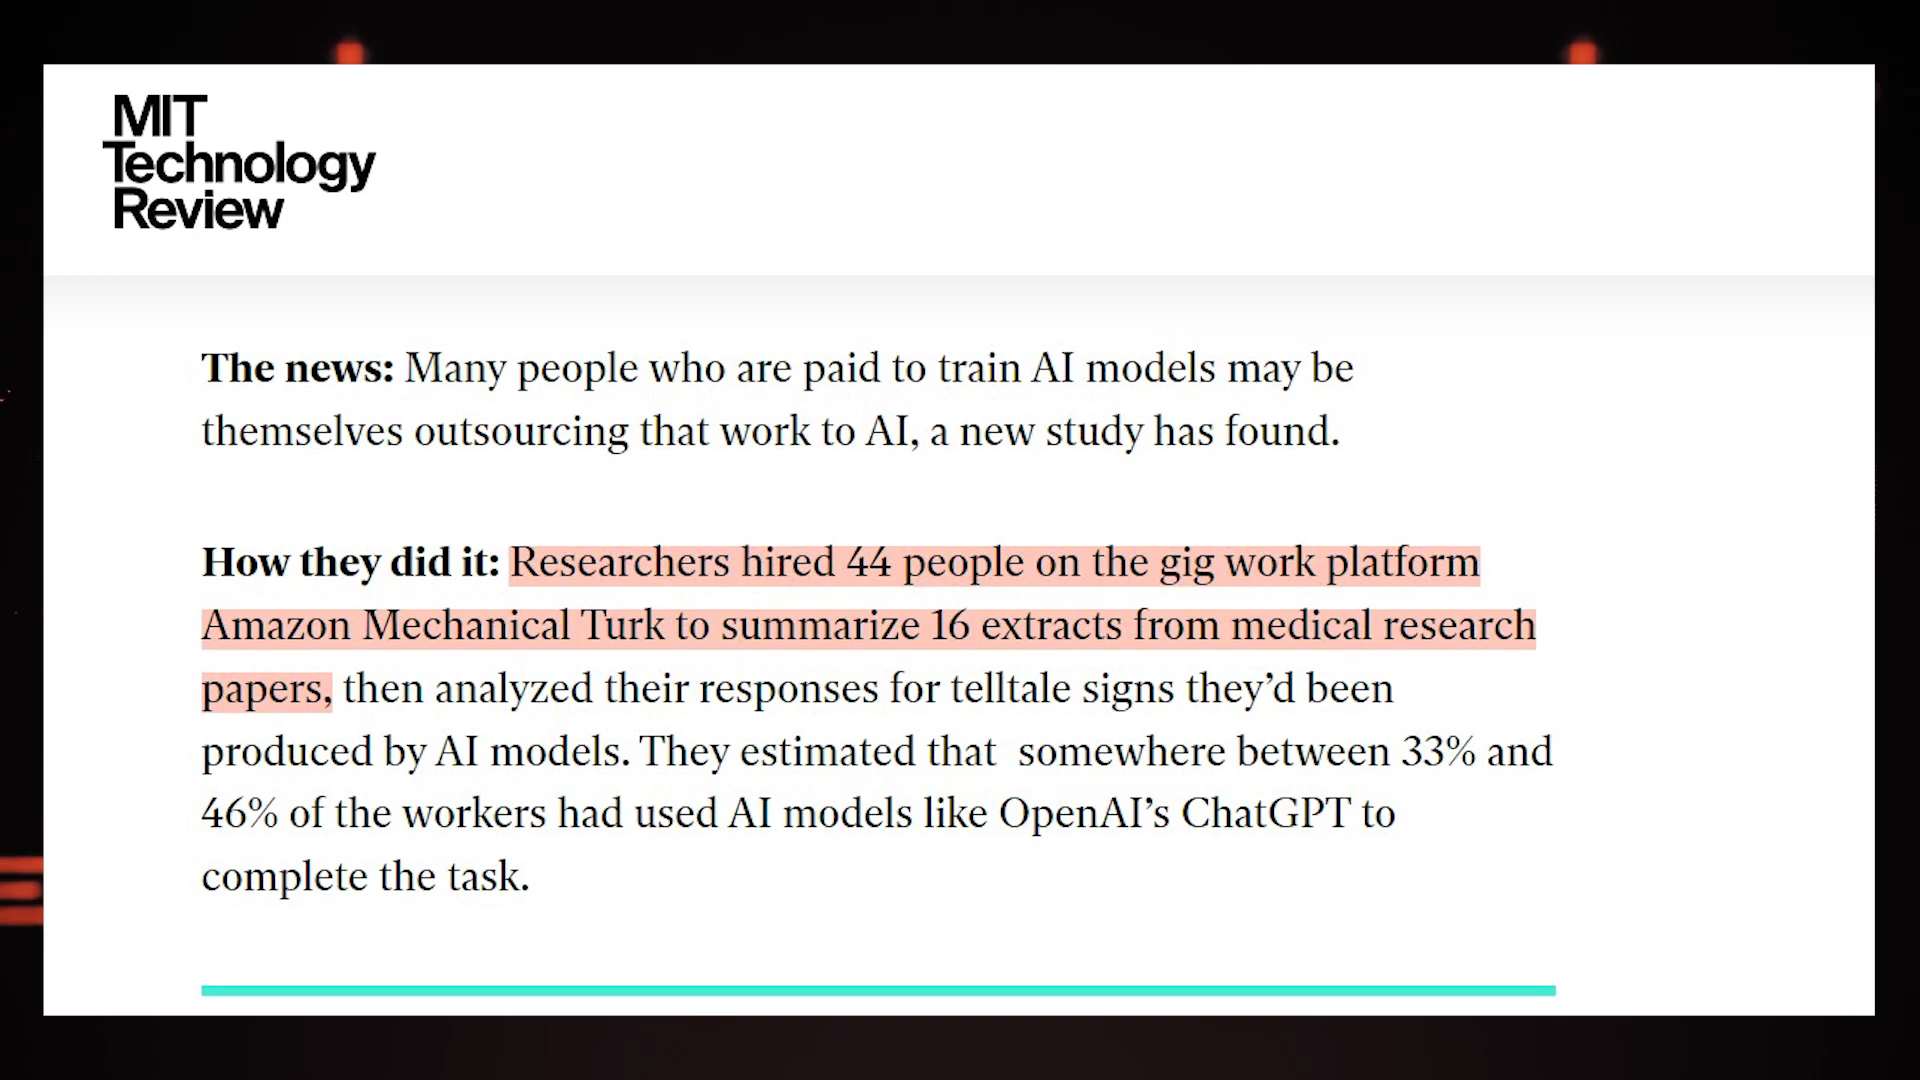 MIT
Technology
Review
The news: Many people who are paid to train AI models may be
themselves outsourcing that work to AI, a new study has found.
How they did it: Researchers hired 44 people on the gig work platform
Amazon Mechanical Turk to summarize 16 extracts from medical research
papers, then analyzed their responses for telltale signs they’d been
produced by AI models. They estimated that  somewhere between 33% and
46% of the workers had used AI models like OpenAI’s ChatGPT to
complete the task.